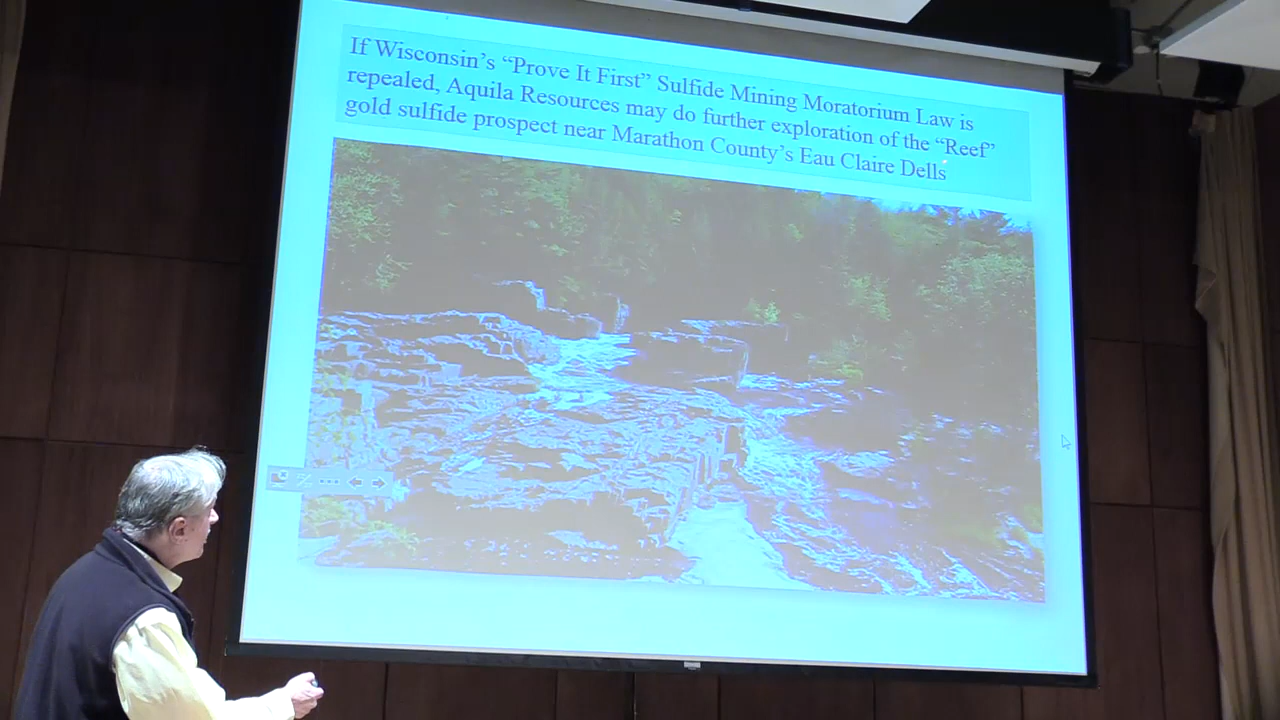 If Wisconsin's “Prove It First” Sulfide Mining Moratorium Law is
repealed, Aquila Resources may do further exploration of the “Reef”
gold sulfide prospect near Marathon County's Eau Claire Dells